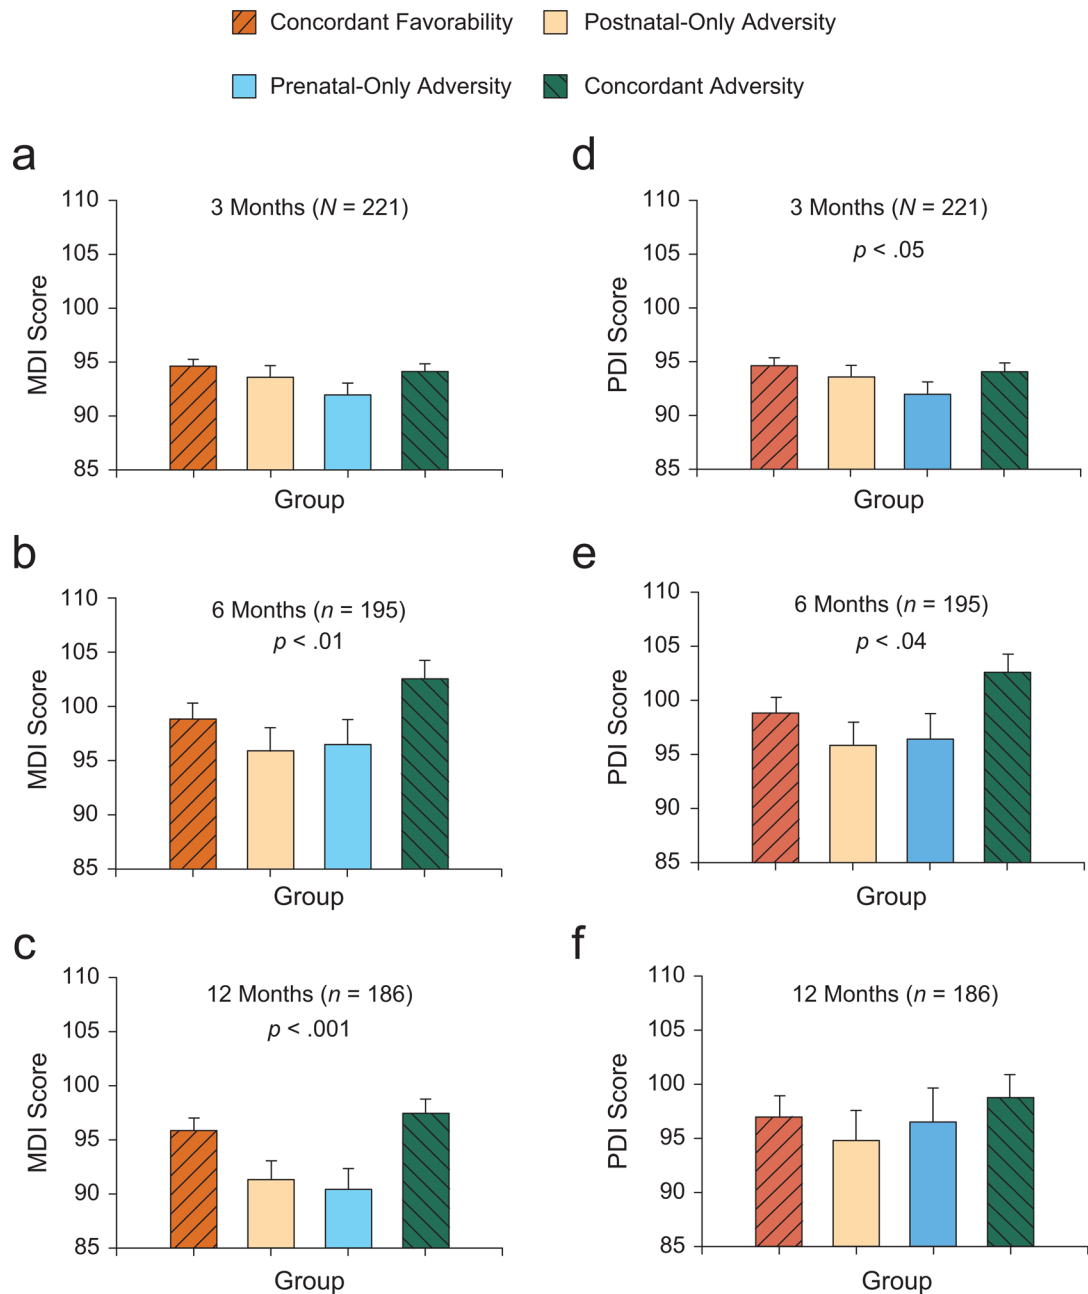 Concordant Favorability
Postnatal-Only Adversity
Prenatal-Only Adversity
Concordant Adversity
a
110
105
100
95
90
85
MDI Score
3 Months (N = 221)
Group
d
110
105
100
95
90
85
PDI Score
3 Months (N = 221)
p < .05
Group
b
110
105
100
95
90
85
MDI Score
6 Months (n = 195)
p < .01
Group
e
110
105
100
95
90
85
PDI Score
6 Months (n = 195)
p < .04
Group
c
110
105
100
95
90
85
MDI Score
12 Months (n = 186)
p < .001
Group
f
110
105
100
95
90
85
PDI Score
12 Months (n = 186)
Group